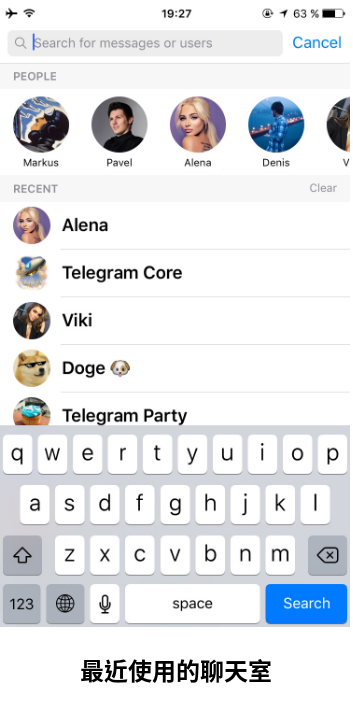 19:27
63 %
Search for messages or users
Cancel
PEOPLE
Markus
Pavel
Alena
Denis
V
RECENT
Clear
Alena
Telegram Core
Viki
Doge 🐶
Telegram Party
q w e r t y u i o p
a s d f g h j k l
z x c v b n m
123
space
Search
最近使用的聊天室